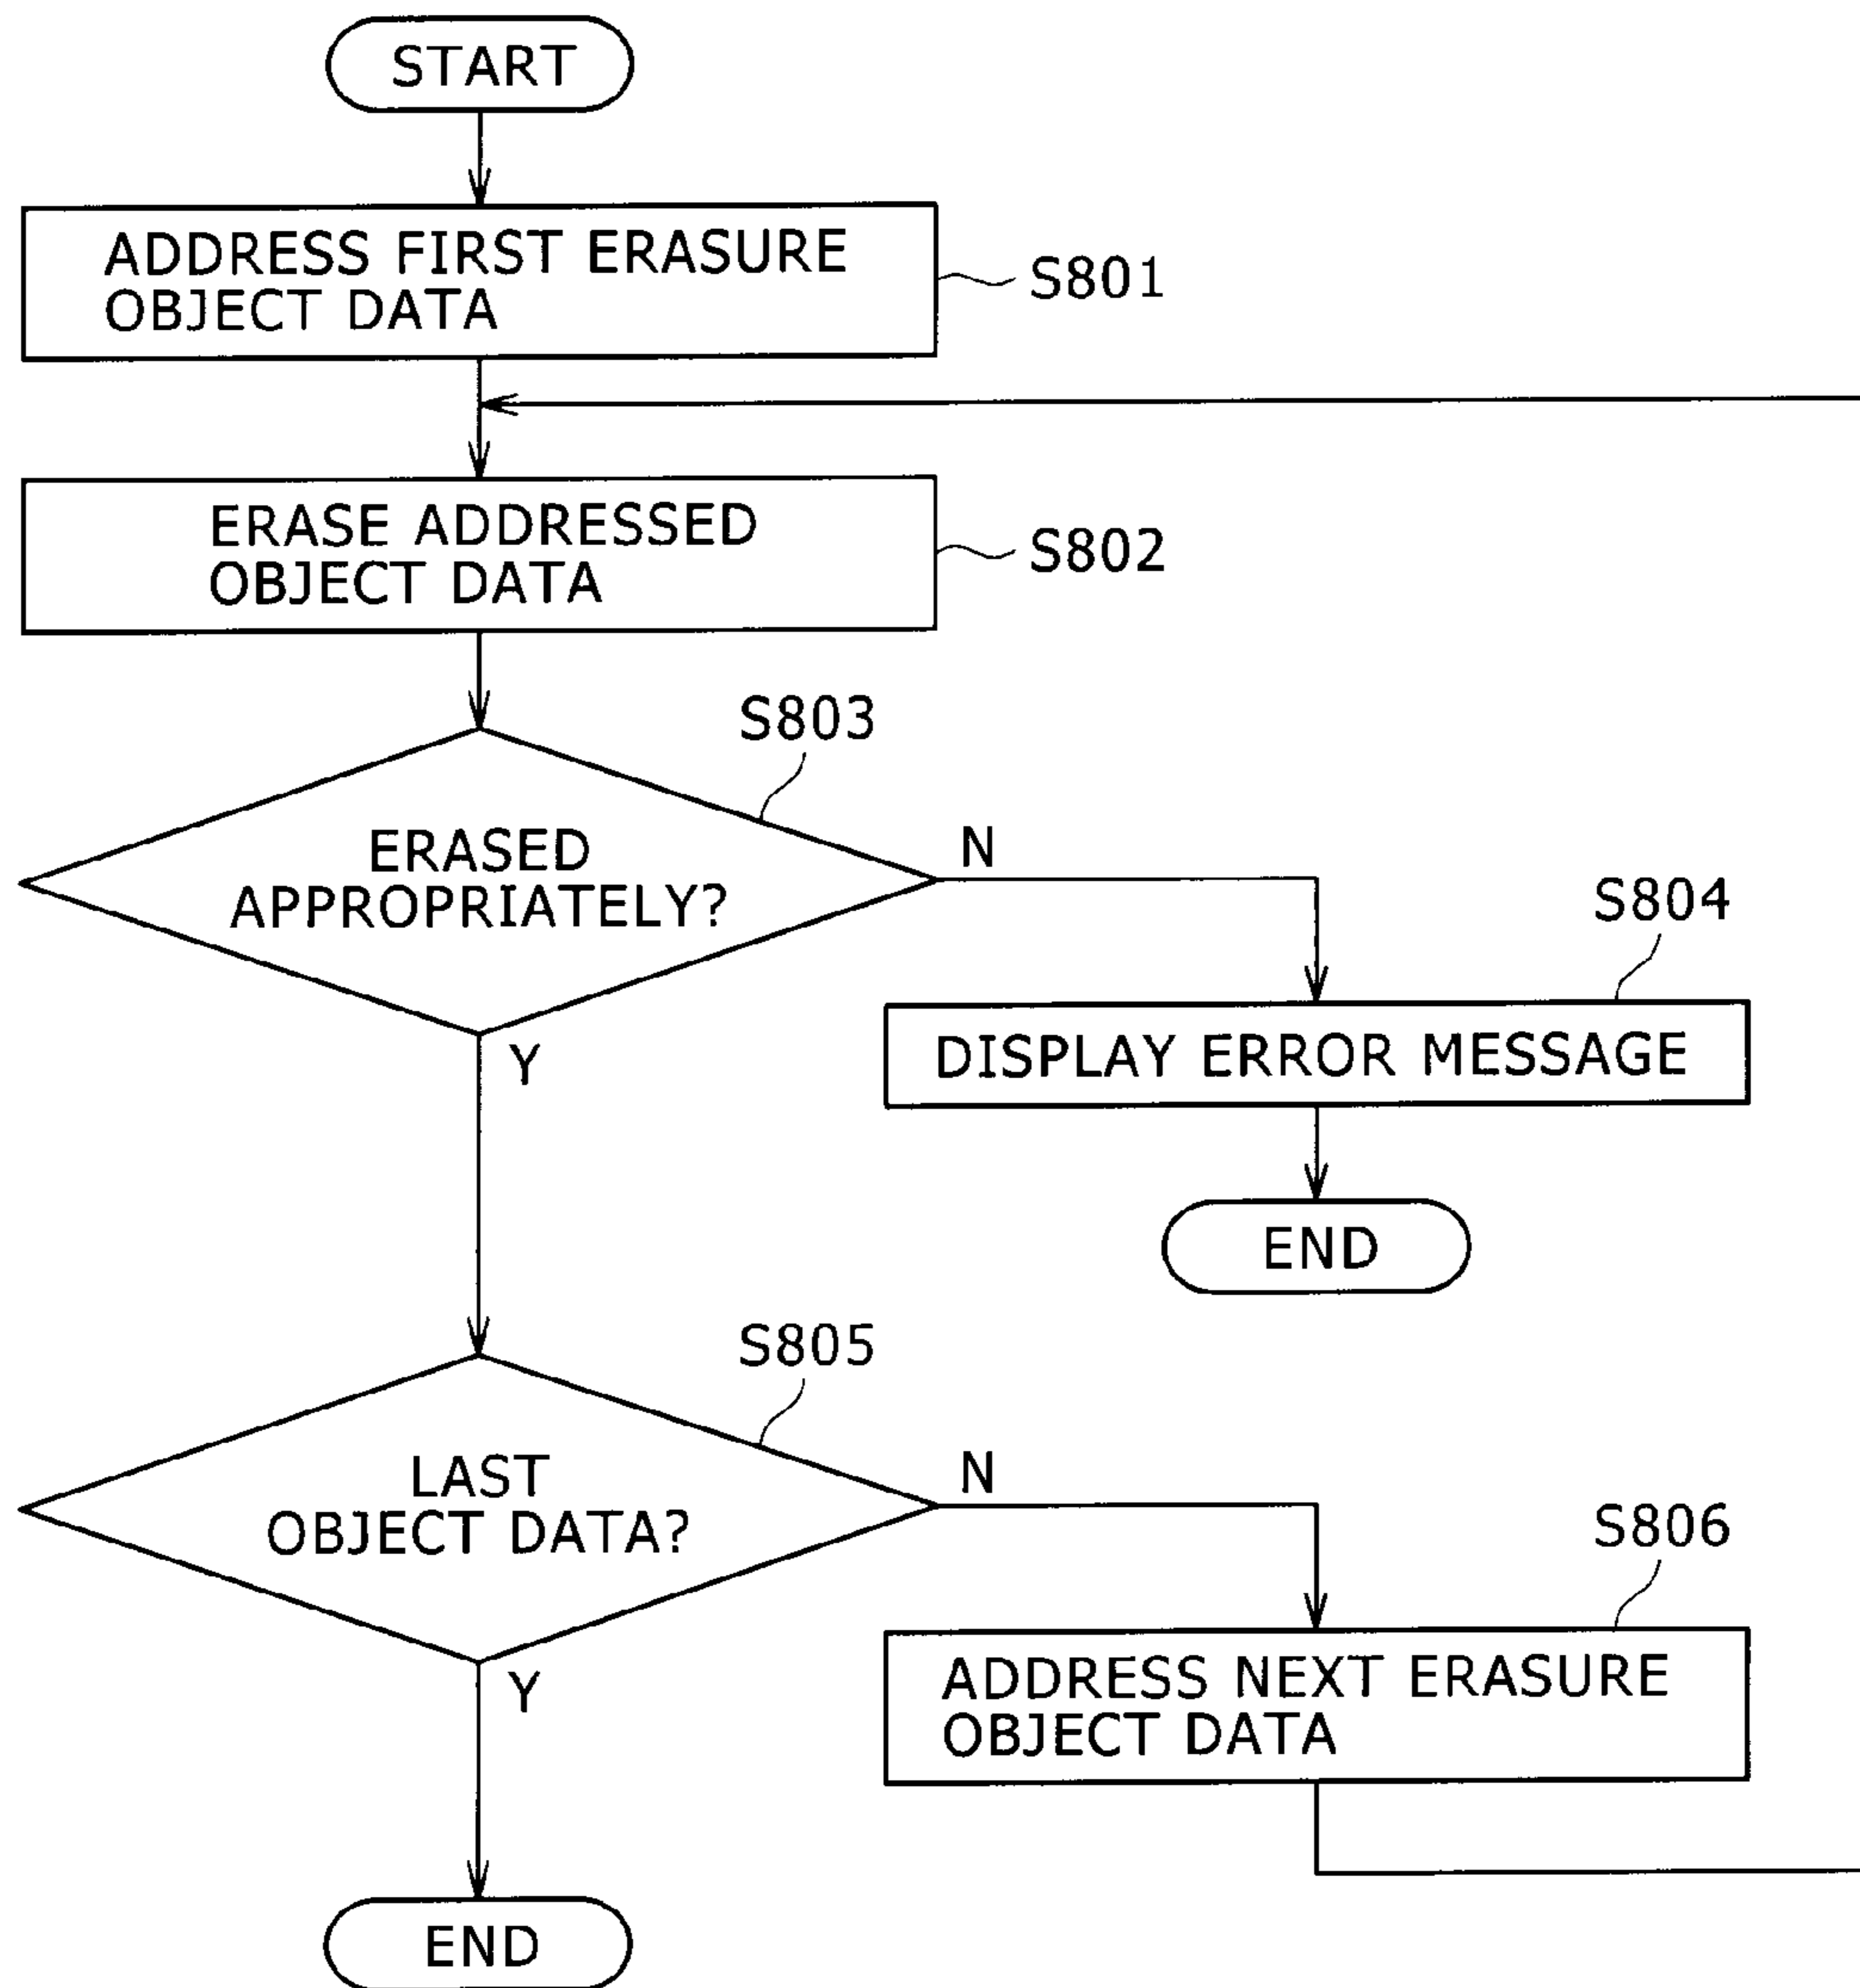 START
ADDRESS FIRST ERASURE
OBJECT DATA
S801
ERASE ADDRESSED
OBJECT DATA
S802
S803
ERASED
APPROPRIATELY?
N
Y
S804
DISPLAY ERROR MESSAGE
END
S805
LAST
OBJECT DATA?
N
Y
S806
ADDRESS NEXT ERASURE
OBJECT DATA
END